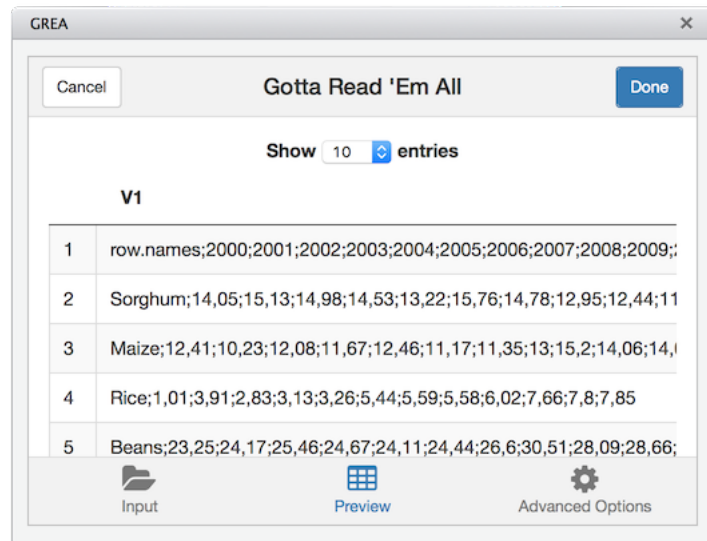 GREA
Cancel Gotta Read 'Em All Done
Show 10 entries
V1
1 row.names;2000;2001;2002;2003;2004;2005;2006;2007;2008;2009;
2 Sorghum;14,05;15,13;14,98;14,53;13,22;15,76;14,78;12,95;12,44;11
3 Maize;12,41;10,23;12,08;11,67;12,46;11,17;11,35;13;15,2;14,06;14,
4 Rice;1,01;3,91;2,83;3,13;3,26;5,44;5,59;5,58;6,02;7,66;7,8;7,85
5 Beans;23,25;24,17;25,46;24,67;24,11;24,44;26,6;30,51;28,09;28,66;
Input Preview Advanced Options